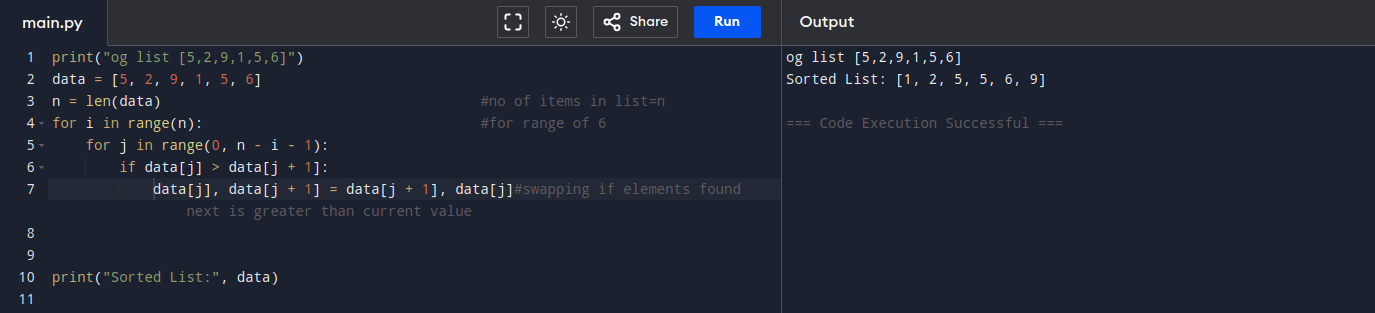 main.py
Share
Run
Output
1 print("og list [5,2,9,1,5,6]")
2 data = [5, 2, 9, 1, 5, 6]
3 n = len(data) #no of items in list=n
4 for i in range(n): #for range of 6
5 for j in range(0, n - i - 1):
6 if data[j] > data[j + 1]:
7 data[j], data[j + 1] = data[j + 1], data[j]#swapping if elements found
next is greater than current value
8
9
10 print("Sorted List:", data)
11
og list [5,2,9,1,5,6]
Sorted List: [1, 2, 5, 5, 6, 9]
=== Code Execution Successful ===